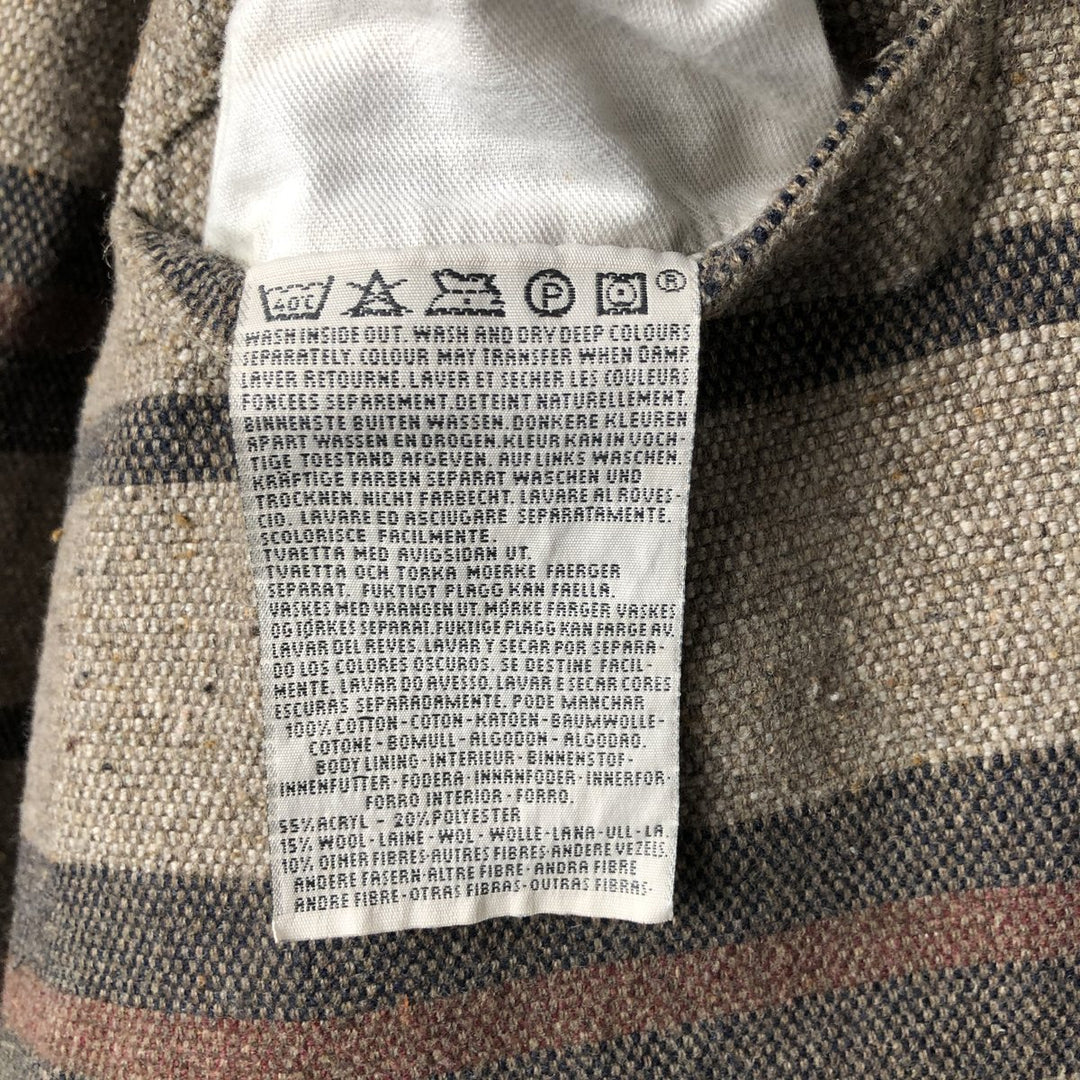 40C P ®
WASH INSIDE OUT. WASH AND DRY DEEP COLOURS
SEPARATELY. COLOUR MAY TRANSFER WHEN DAMP
LAVER RETOURNE. LAVER ET SECHER LES COULEURS
FONCEES SEPAREMENT. DETEINT NATURELLEMENT.
BINNENSTE BUITEN WASSEN. DONKERE KLEUREN
APART WASSEN EN DROGEN. KLEUR KAN IN VOCH-
TIGE TOESTAND AFGEVEN. AUF LINKS WASCHEN.
KRÄFTIGE FARBEN SEPARAT WASCHEN UND
TROCKNEN. NICHT FARBECHT. LAVARE AL ROVES-
CIO. LAVARE ED ASCIUGARE SEPARATAMENTE.
SCOLORISCE FACILMENTE.
TVAETTA MED AVIGSIDAN UT.
TVAETTA OCH TORKA MOERKE FAERGER
SEPARAT. FUKTIGT PLAGG KAN FAELLA.
VASKES MED VRANGEN UT. MÖRKE FARGER VASKES
OG TØRKES SEPARAT. FUKTIGE PLAGG KAN FARGE AV.
LAVAR DEL REVES. LAVAR Y SECAR POR SEPARA-
DO LOS COLORES OSCUROS. SE DESTINE FACIL-
MENTE. LAVAR DO AVESSO. LAVAR E SECAR CORES
ESCURAS SEPARADAMENTE. PODE MANCHAR
100% COTTON-COTON-KATOEN-BAUMWOLLE-
COTONE-BOMULL-ALGODON-ALGODAO.
BODY LINING-INTERIEUR-BINNENSTOF-
INNENFUTTER-FODERA-INNANFODER-INNERFOR-
FORRO INTERIOR-FORRO.
55% ACRYL - 20% POLYESTER
15% WOOL-LAINE-WOL-WOLLE-LANA-ULL-LA
10% OTHER FIBRES-AUTRES FIBRES-ANDERE VEZELS.
ANDERE FASERN-ALTRE FIBRE-ANDRA FIBRE
ANDRE FIBRE-OTRAS FIBRAS-OUTRAS FIBRAS-